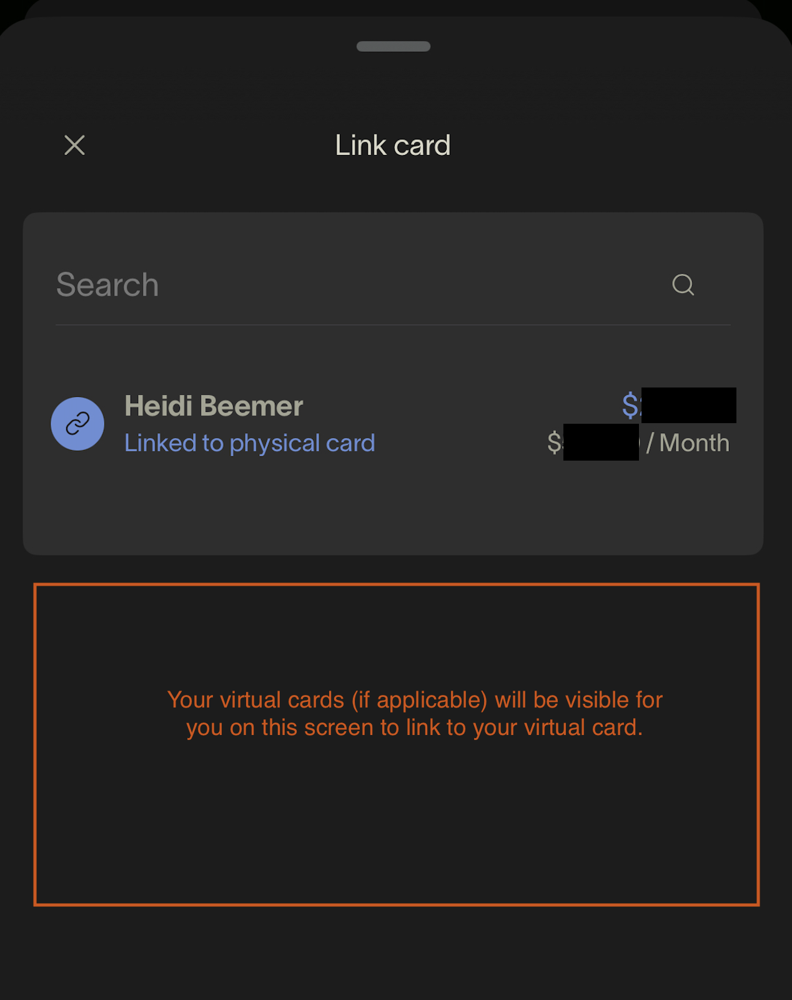 Link card
Search
Heidi Beemer
$
Linked to physical card
$ / Month
Your virtual cards (if applicable) will be visible for
you on this screen to link to your virtual card.